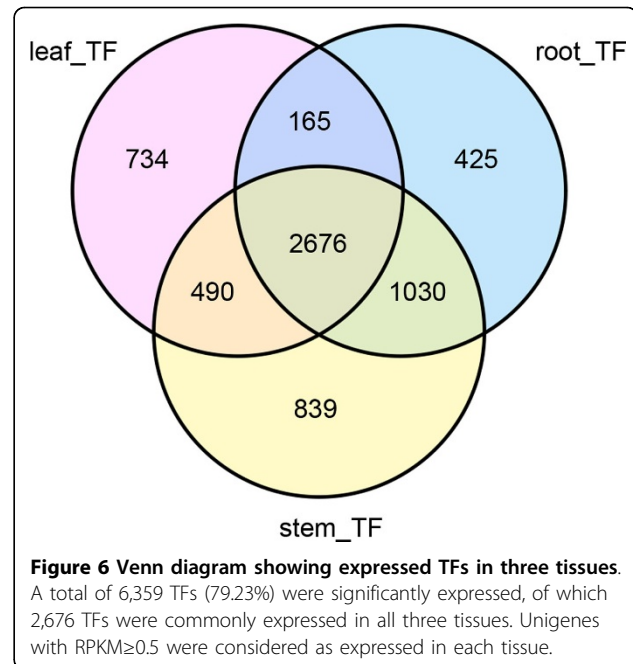 leaf_TF
root_TF
165
734
425
2676
490
1030
839
stem_TF
Figure 6 Venn diagram showing expressed TFs in three tissues.
A total of 6,359 TFs (79.23%) were significantly expressed, of which
2,676 TFs were commonly expressed in all three tissues. Unigenes
with RPKM≥0.5 were considered as expressed in each tissue.